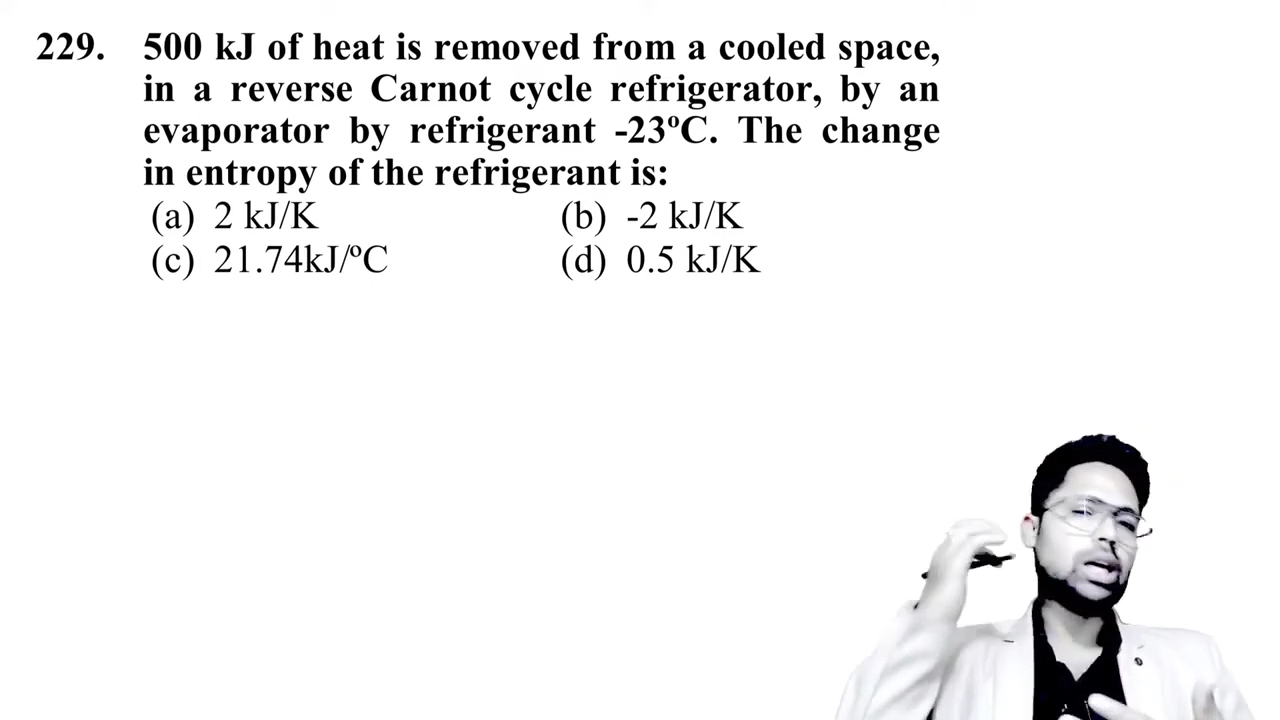 229. 500 kJ of heat is removed from a cooled space,
in a reverse Carnot cycle refrigerator, by an
evaporator by refrigerant -23ºC. The change
in entropy of the refrigerant is:
(a) 2 kJ/K (b) -2 kJ/K
(c) 21.74kJ/ºC (d) 0.5 kJ/K